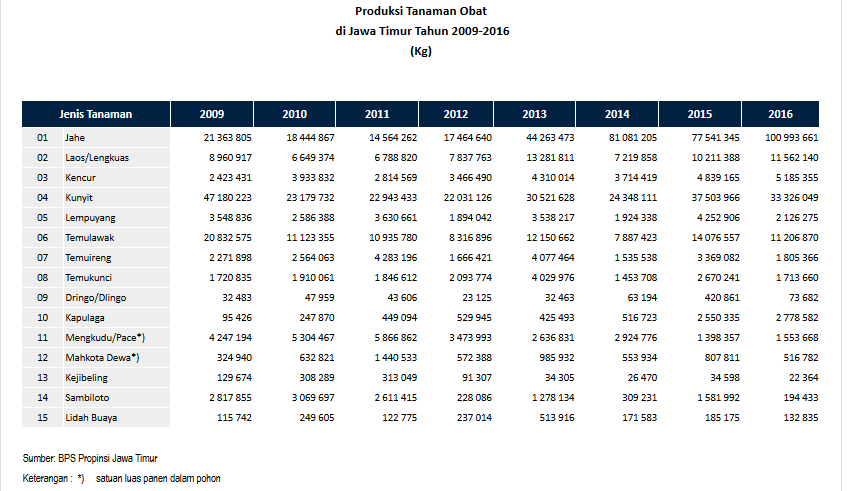 Produksi Tanaman Obat
di Jawa Timur Tahun 2009-2016
(Kg)
Jenis Tanaman 2009 2010 2011 2012 2013 2014 2015 2016
01 Jahe 21 363 805 18 444 867 14 564 262 17 464 640 44 263 473 81 081 205 77 541 345 100 993 661
02 Laos/Lengkuas 8 960 917 6 649 374 6 788 820 7 837 763 13 281 811 7 219 858 10 211 388 11 562 140
03 Kencur 2 423 431 3 933 832 2 814 569 3 466 490 4 310 014 3 714 419 4 839 165 5 185 355
04 Kunyit 47 180 223 23 179 732 22 943 433 22 031 126 30 521 628 24 348 111 37 503 966 33 326 049
05 Lempuyang 3 548 836 2 586 388 3 630 661 1 894 042 3 538 217 1 924 338 4 252 906 2 126 275
06 Temulawak 20 832 575 11 123 355 10 935 780 8 316 896 12 150 662 7 887 423 14 076 557 11 206 870
07 Temuireng 2 271 898 2 564 063 4 283 196 1 666 421 4 077 464 1 535 538 3 369 082 1 805 366
08 Temukunci 1 720 835 1 910 061 1 846 612 2 093 774 4 029 976 1 453 708 2 670 241 1 713 660
09 Dringo/Dlingo 32 483 47 959 43 606 23 125 32 463 63 194 420 861 73 682
10 Kapulaga 95 426 247 870 449 094 529 945 425 493 516 723 2 550 335 2 778 582
11 Mengkudu/Pace*) 4 247 194 5 304 467 5 866 862 3 473 993 2 636 831 2 924 776 1 398 357 1 553 668
12 Mahkota Dewa*) 324 940 632 821 1 440 533 572 388 985 932 553 934 807 811 516 782
13 Kejibeling 129 674 308 289 313 049 91 307 34 305 26 470 34 598 22 364
14 Sambiloto 2 817 855 3 069 697 2 611 415 228 086 1 278 134 309 231 1 581 992 194 433
15 Lidah Buaya 115 742 249 605 122 775 237 014 513 916 171 583 185 175 132 835
Sumber: BPS Propinsi Jawa Timur
Keterangan : *) satuan luas panen dalam pohon